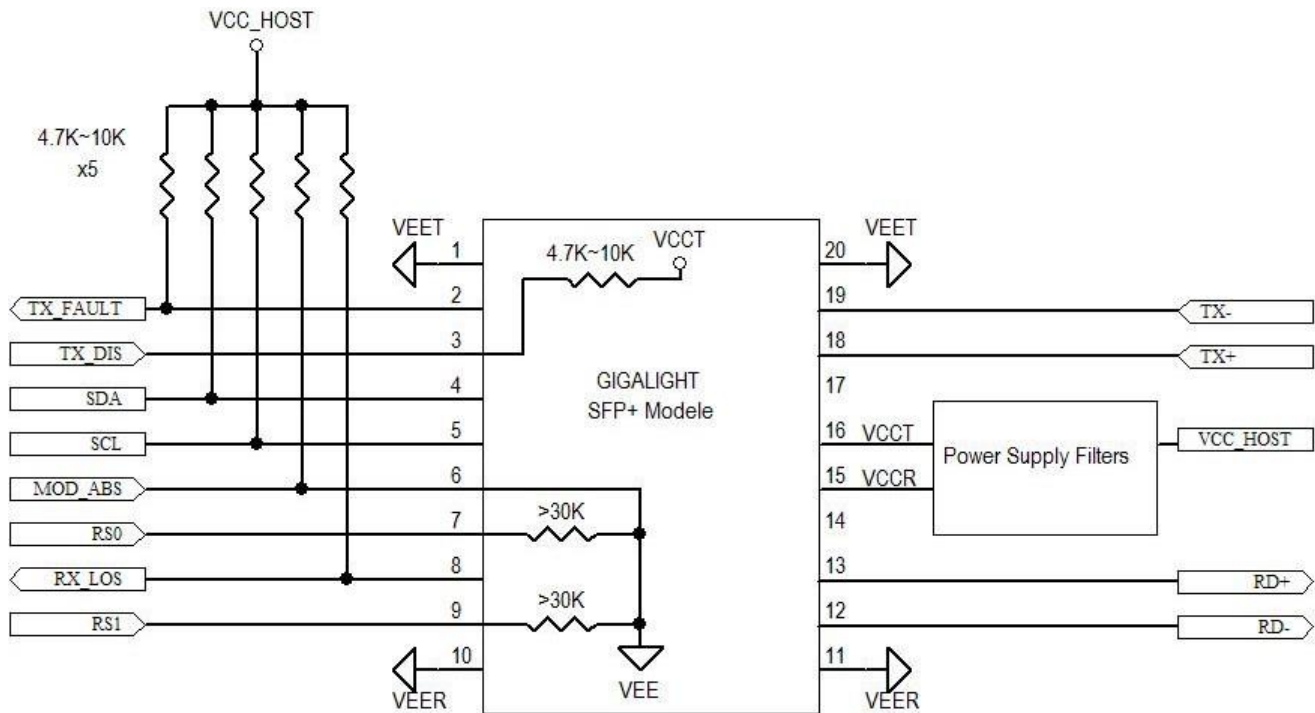 VCC_HOST
4.7K~10K
x5
VEET
1
4.7K~10K
VCCT
20
VEET
TX_FAULT
2
19
TX-
TX_DIS
3
18
TX+
GIGALIGHT
SFP+ Modele
SDA
4
17
SCL
5
16
VCCT
Power Supply Filters
VCC_HOST
MOD_ABS
6
15
VCCR
RS0
7
>30K
14
RX_LOS
8
13
RD+
RS1
9
>30K
12
RD-
10
VEER
VEE
11
VEER